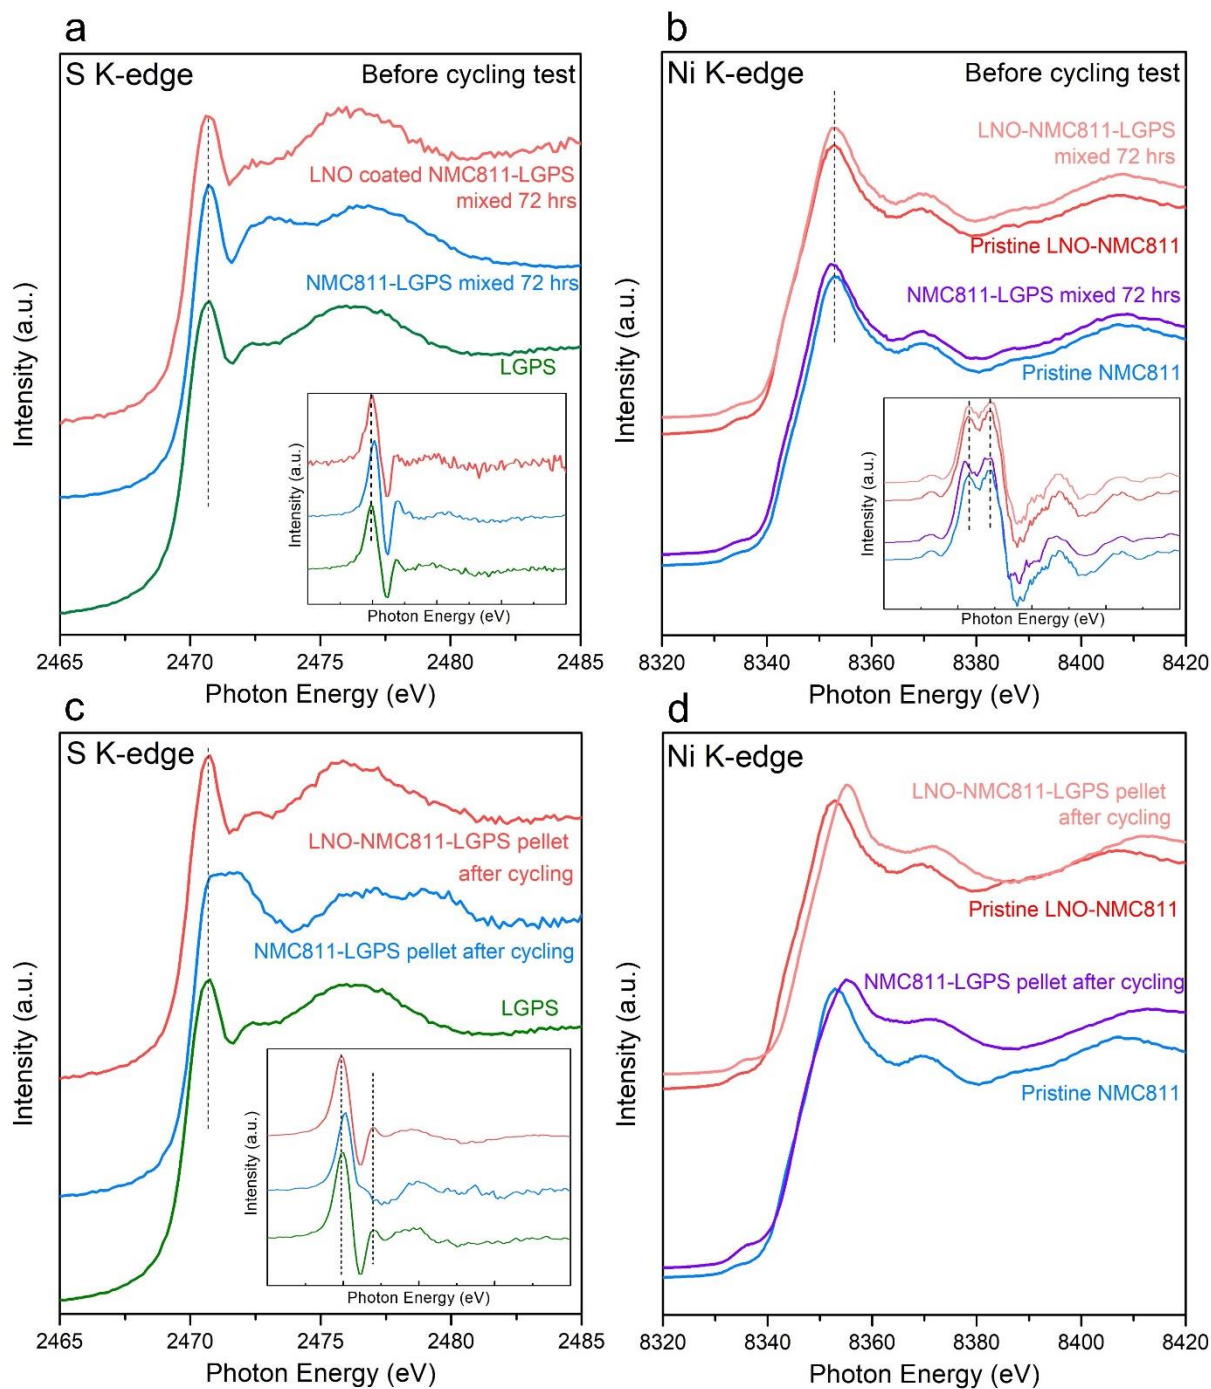 a
S K-edge
Before cycling test
LNO coated NMC811-LGPS
mixed 72 hrs
NMC811-LGPS mixed 72 hrs
LGPS
Intensity (a.u.)
Intensity (a.u.)
Photon Energy (eV)
2465 2470 2475 2480 2485
Photon Energy (eV)
b
Ni K-edge
Before cycling test
LNO-NMC811-LGPS
mixed 72 hrs
Pristine LNO-NMC811
NMC811-LGPS mixed 72 hrs
Pristine NMC811
Intensity (a.u.)
Intensity (a.u.)
Photon Energy (eV)
8320 8340 8360 8380 8400 8420
Photon Energy (eV)
c
S K-edge
LNO-NMC811-LGPS pellet
after cycling
NMC811-LGPS pellet after cycling
LGPS
Intensity (a.u.)
Intensity (a.u.)
Photon Energy (eV)
2465 2470 2475 2480 2485
Photon Energy (eV)
d
Ni K-edge
LNO-NMC811-LGPS pellet
after cycling
Pristine LNO-NMC811
NMC811-LGPS pellet after cycling
Pristine NMC811
Intensity (a.u.)
8320 8340 8360 8380 8400 8420
Photon Energy (eV)